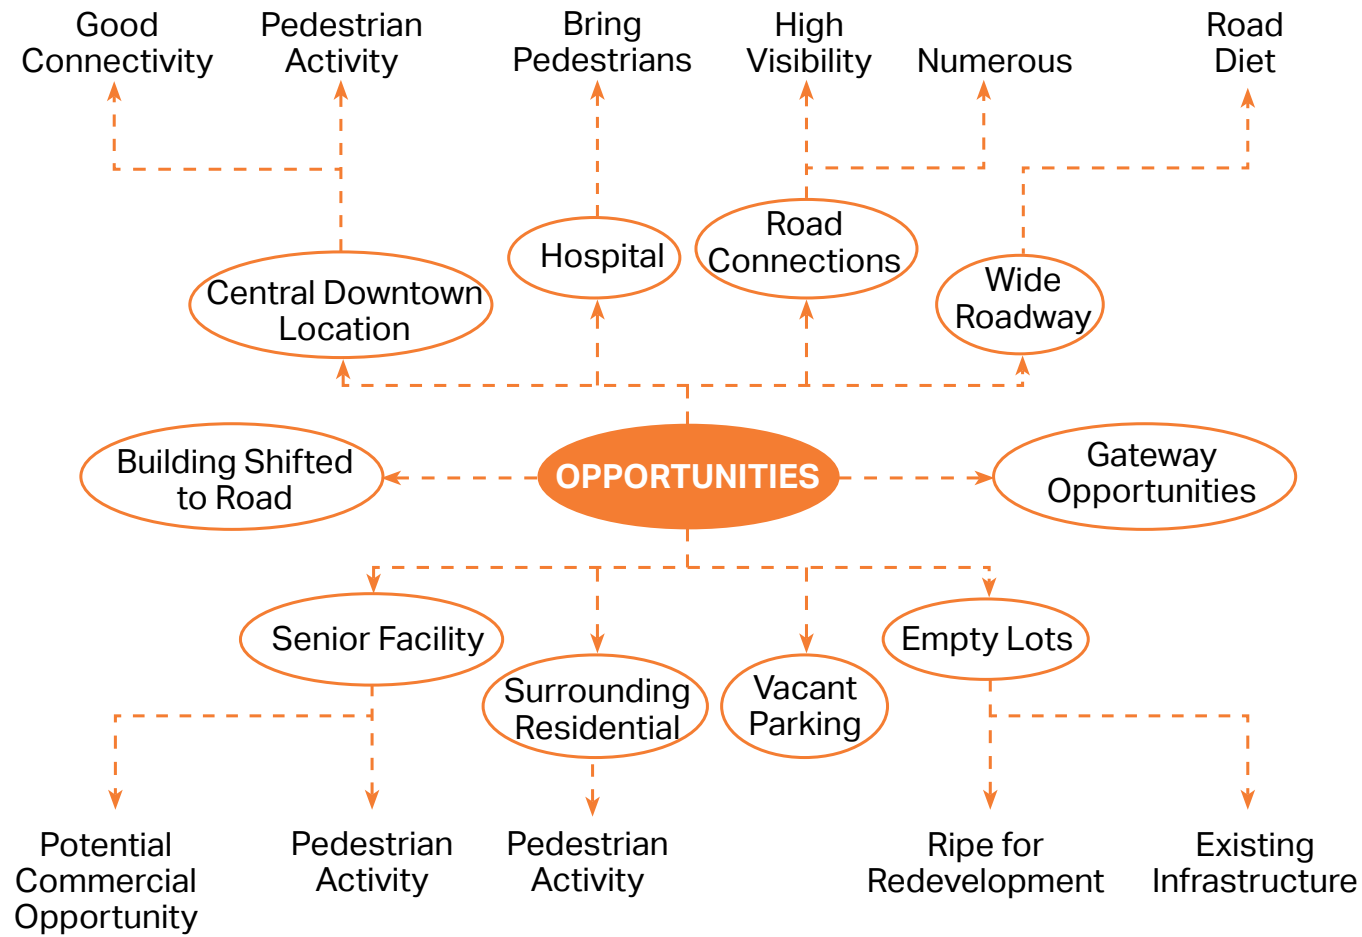 Good
Connectivity
Pedestrian
Activity
Bring
Pedestrians
High
Visibility
Numerous
Road
Diet
Central Downtown
Location
Hospital
Road
Connections
Wide
Roadway
Building Shifted
to Road
OPPORTUNITIES
Gateway
Opportunities
Senior Facility
Surrounding
Residential
Vacant
Parking
Empty Lots
Potential
Commercial
Opportunity
Pedestrian
Activity
Pedestrian
Activity
Ripe for
Redevelopment
Existing
Infrastructure